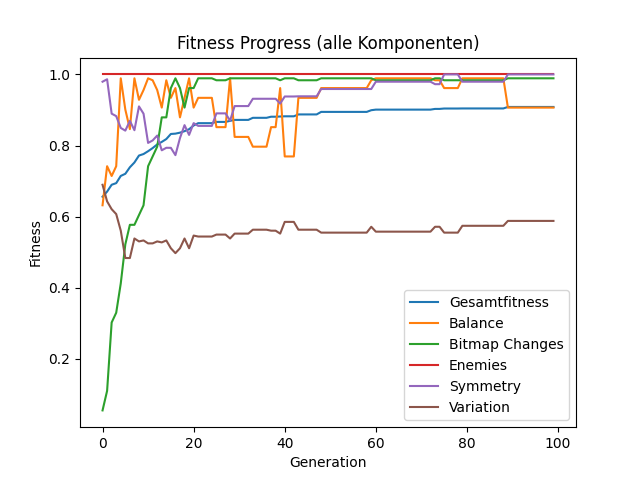 Fitness Progress (alle Komponenten)
1.0
0.8
0.6
0.4
0.2
Fitness
Gesamtfitness
Balance
Bitmap Changes
Enemies
Symmetry
Variation
0 20 40 60 80 100
Generation